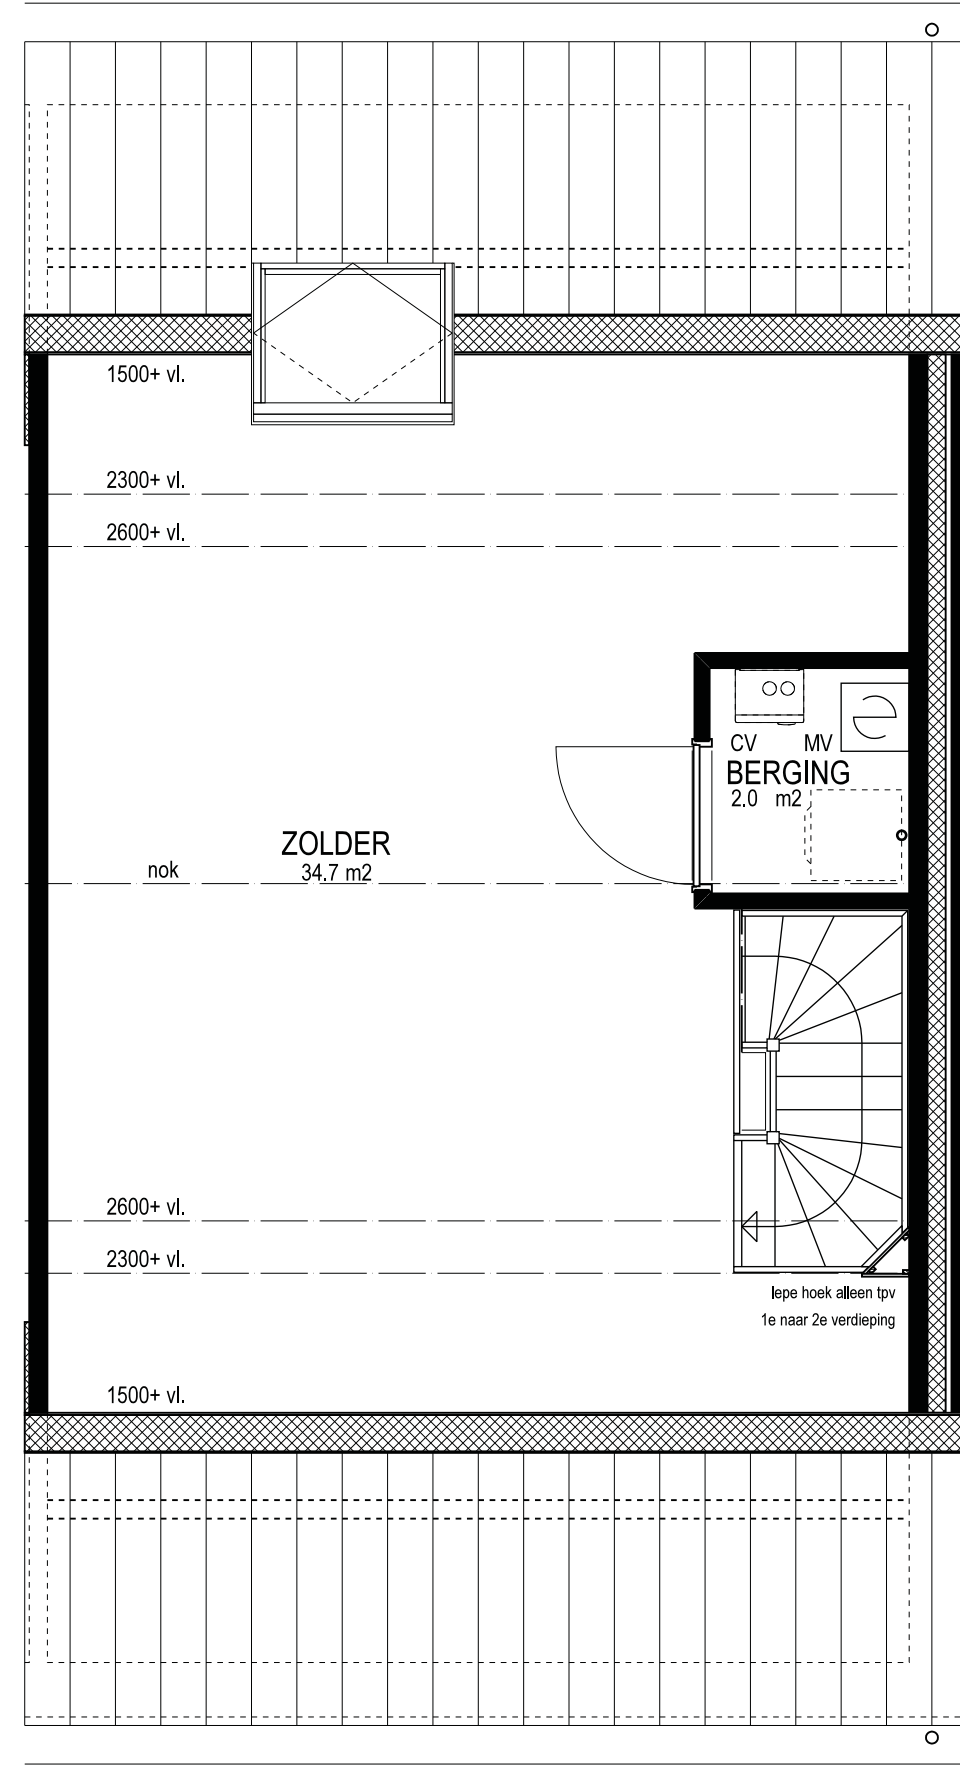 1500+ vl.
2300+ vl.
2600+ vl.
CV MV
BERGING
2.0 m2
ZOLDER
34.7 m2
nok
2600+ vl.
2300+ vl.
Iepe hoek alleen tpv
1e naar 2e verdieping
1500+ vl.